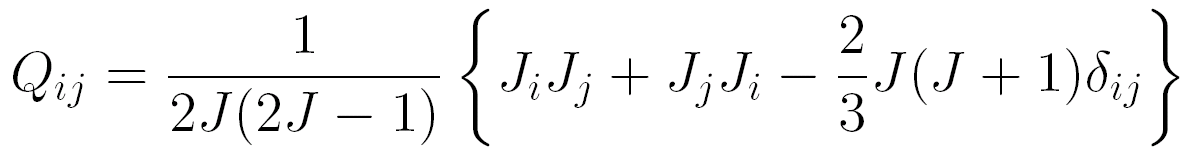 Q_{ij} = \frac{1}{2J(2J-1)} \left\{ J_i J_j + J_j J_i - \frac{2}{3} J(J+1) \delta_{ij} \right\}